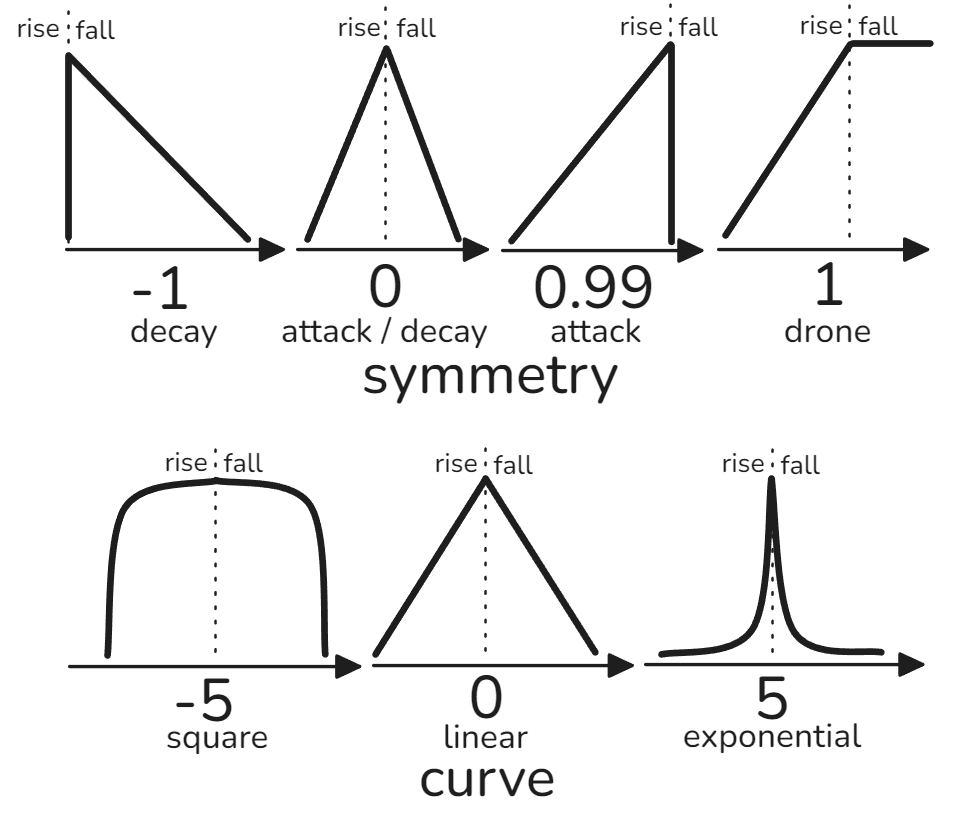 rise fall
rise fall
rise fall
rise fall
-1
0
0.99
1
decay
attack / decay
attack
drone
symmetry
rise fall
rise fall
rise fall
-5
0
5
square
linear
exponential
curve